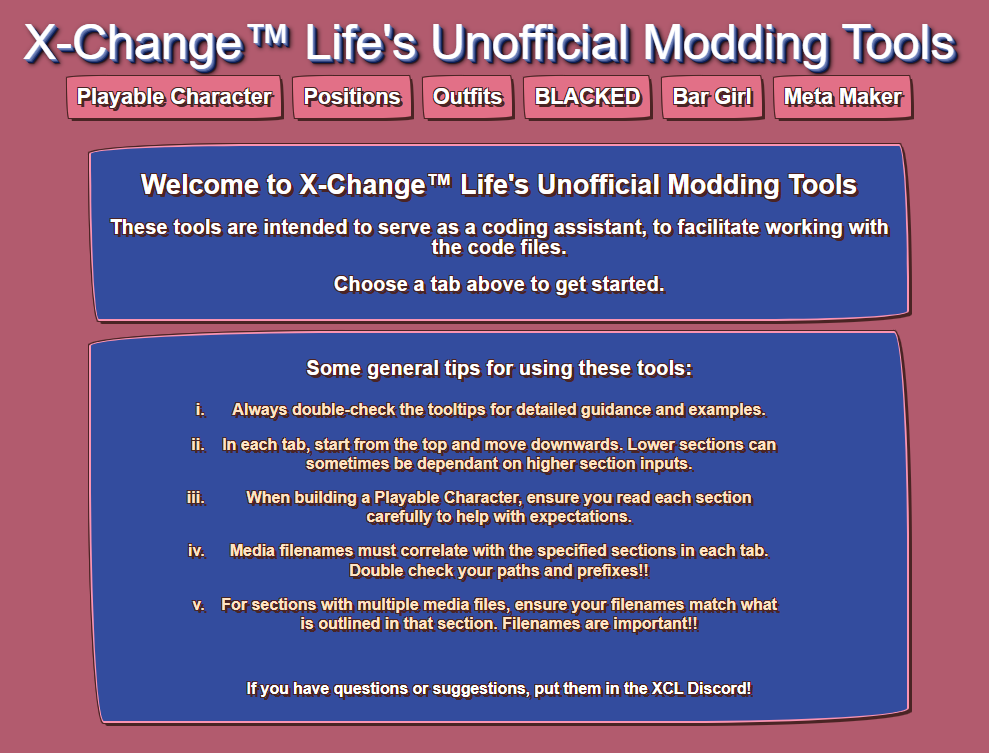 X-Change™ Life's Unofficial Modding Tools
Playable Character Positions Outfits BLACKED Bar Girl Meta Maker
Welcome to X-Change™ Life's Unofficial Modding Tools
These tools are intended to serve as a coding assistant, to facilitate working with
the code files.
Choose a tab above to get started.
Some general tips for using these tools:
i. Always double-check the tooltips for detailed guidance and examples.
ii. In each tab, start from the top and move downwards. Lower sections can
sometimes be dependant on higher section inputs.
iii. When building a Playable Character, ensure you read each section
carefully to help with expectations.
iv. Media filenames must correlate with the specified sections in each tab.
Double check your paths and prefixes!!
v. For sections with multiple media files, ensure your filenames match what
is outlined in that section. Filenames are important!!
If you have questions or suggestions, put them in the XCL Discord!